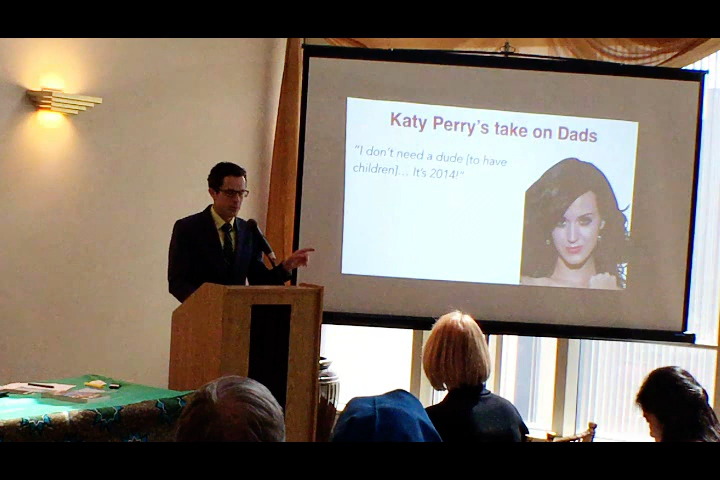 Katy Perry's take on Dads
"I don't need a dude [to have
children]... It's 2014!"